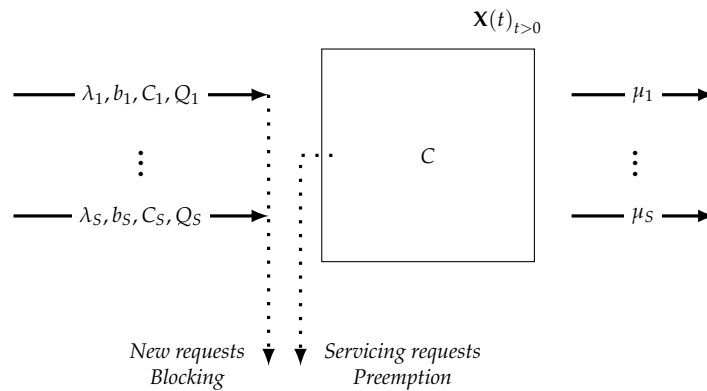 X(t)_{t>0}
λ_1, b_1, C_1, Q_1
C
μ_1
λ_S, b_S, C_S, Q_S
μ_S
New requests
Blocking
Servicing requests
Preemption